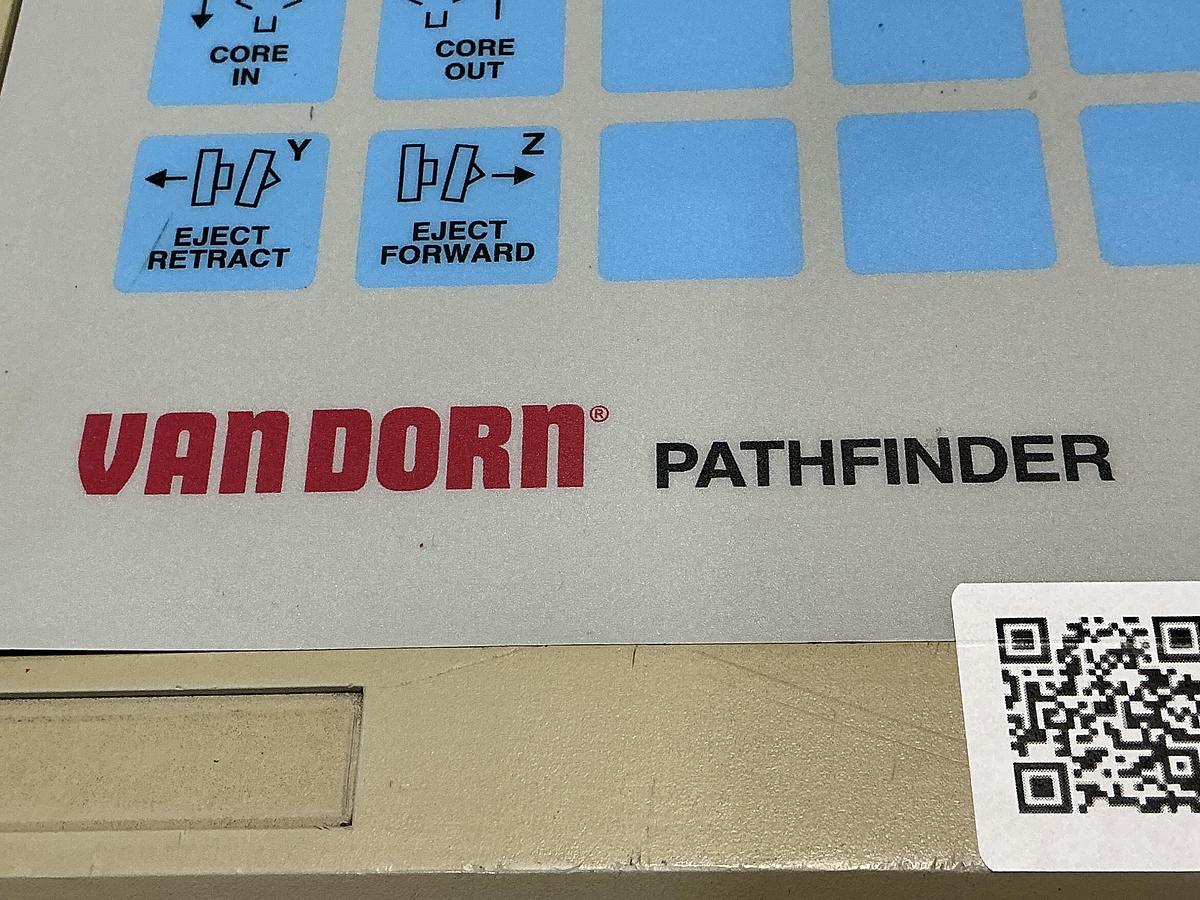 CORE
IN
CORE
OUT
Y
EJECT
RETRACT
Z
EJECT
FORWARD
VAN DORN®
PATHFINDER